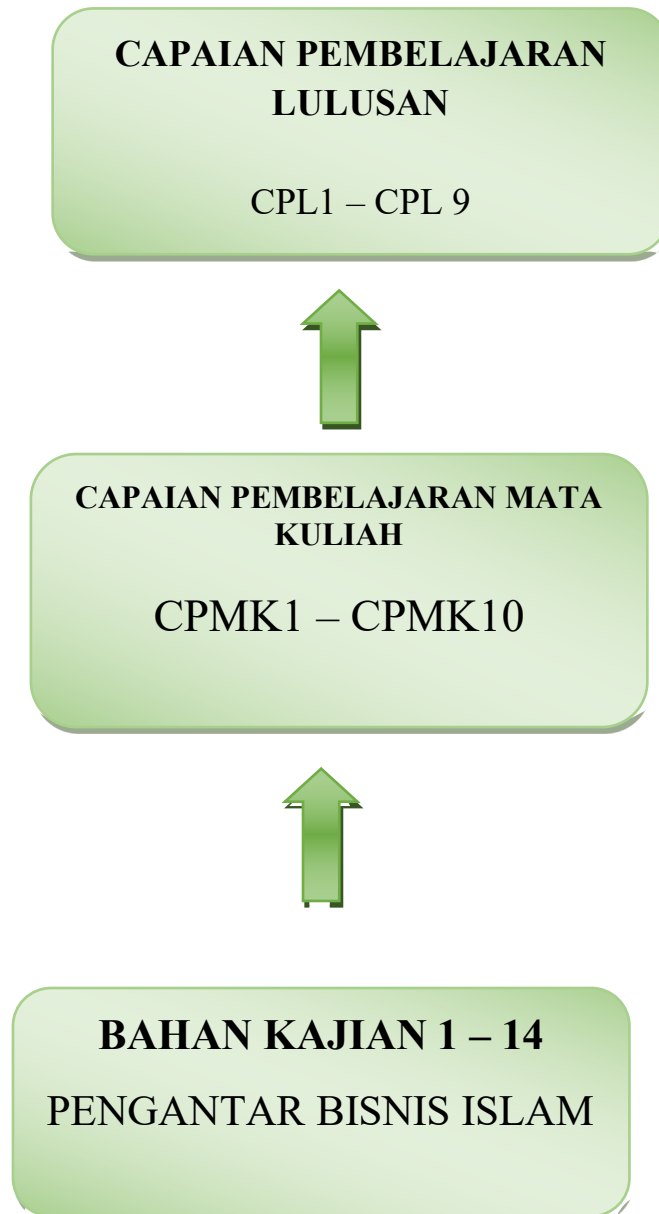 CAPAIAN PEMBELAJARAN
LULUSAN
CPL1 – CPL 9
CAPAIAN PEMBELAJARAN MATA
KULIAH
CPMK1 – CPMK10
BAHAN KAJIAN 1 – 14
PENGANTAR BISNIS ISLAM